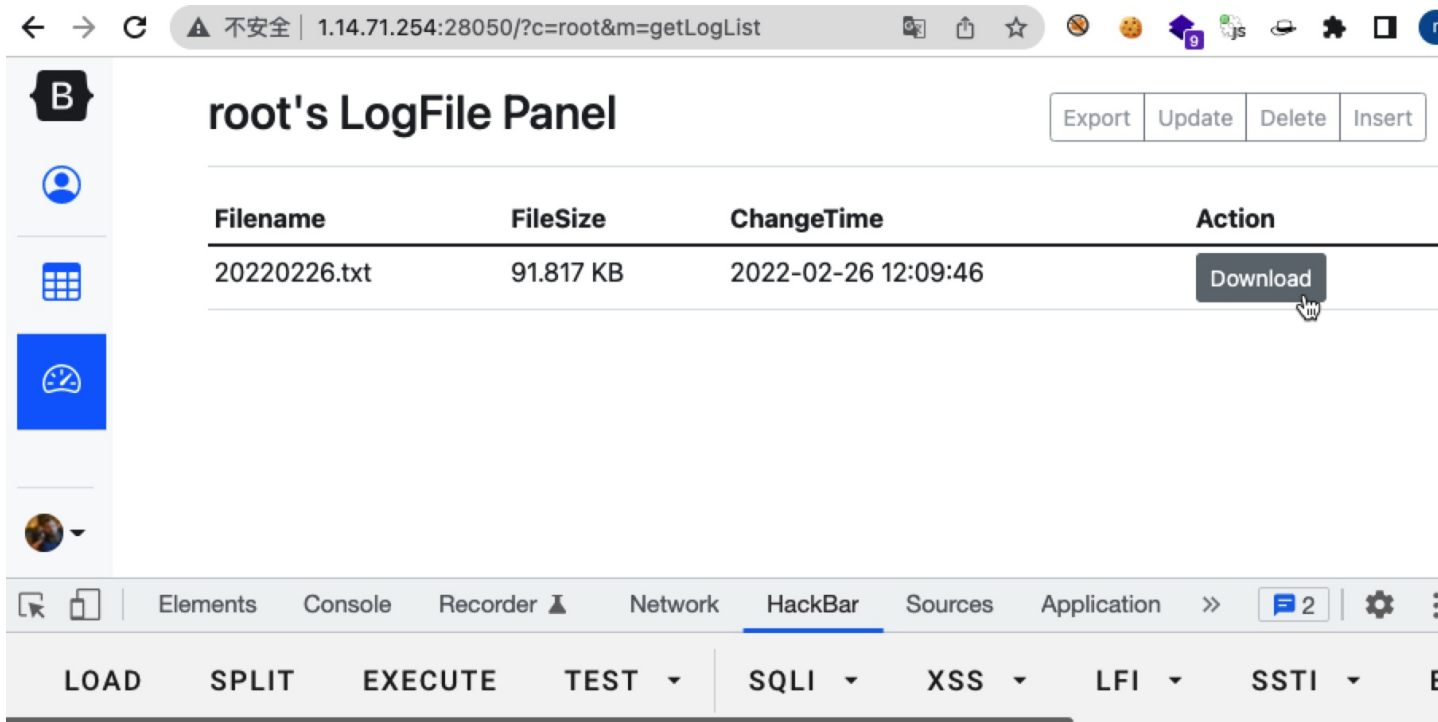 不安全 1.14.71.254:28050/?c=root&m=getLogList 9 js
B
root's LogFile Panel Export Update Delete Insert
Filename FileSize ChangeTime Action
20220226.txt 91.817 KB 2022-02-26 12:09:46 Download
Elements Console Recorder Network HackBar Sources Application » 2
LOAD SPLIT EXECUTE TEST SQLI XSS LFI SSTI